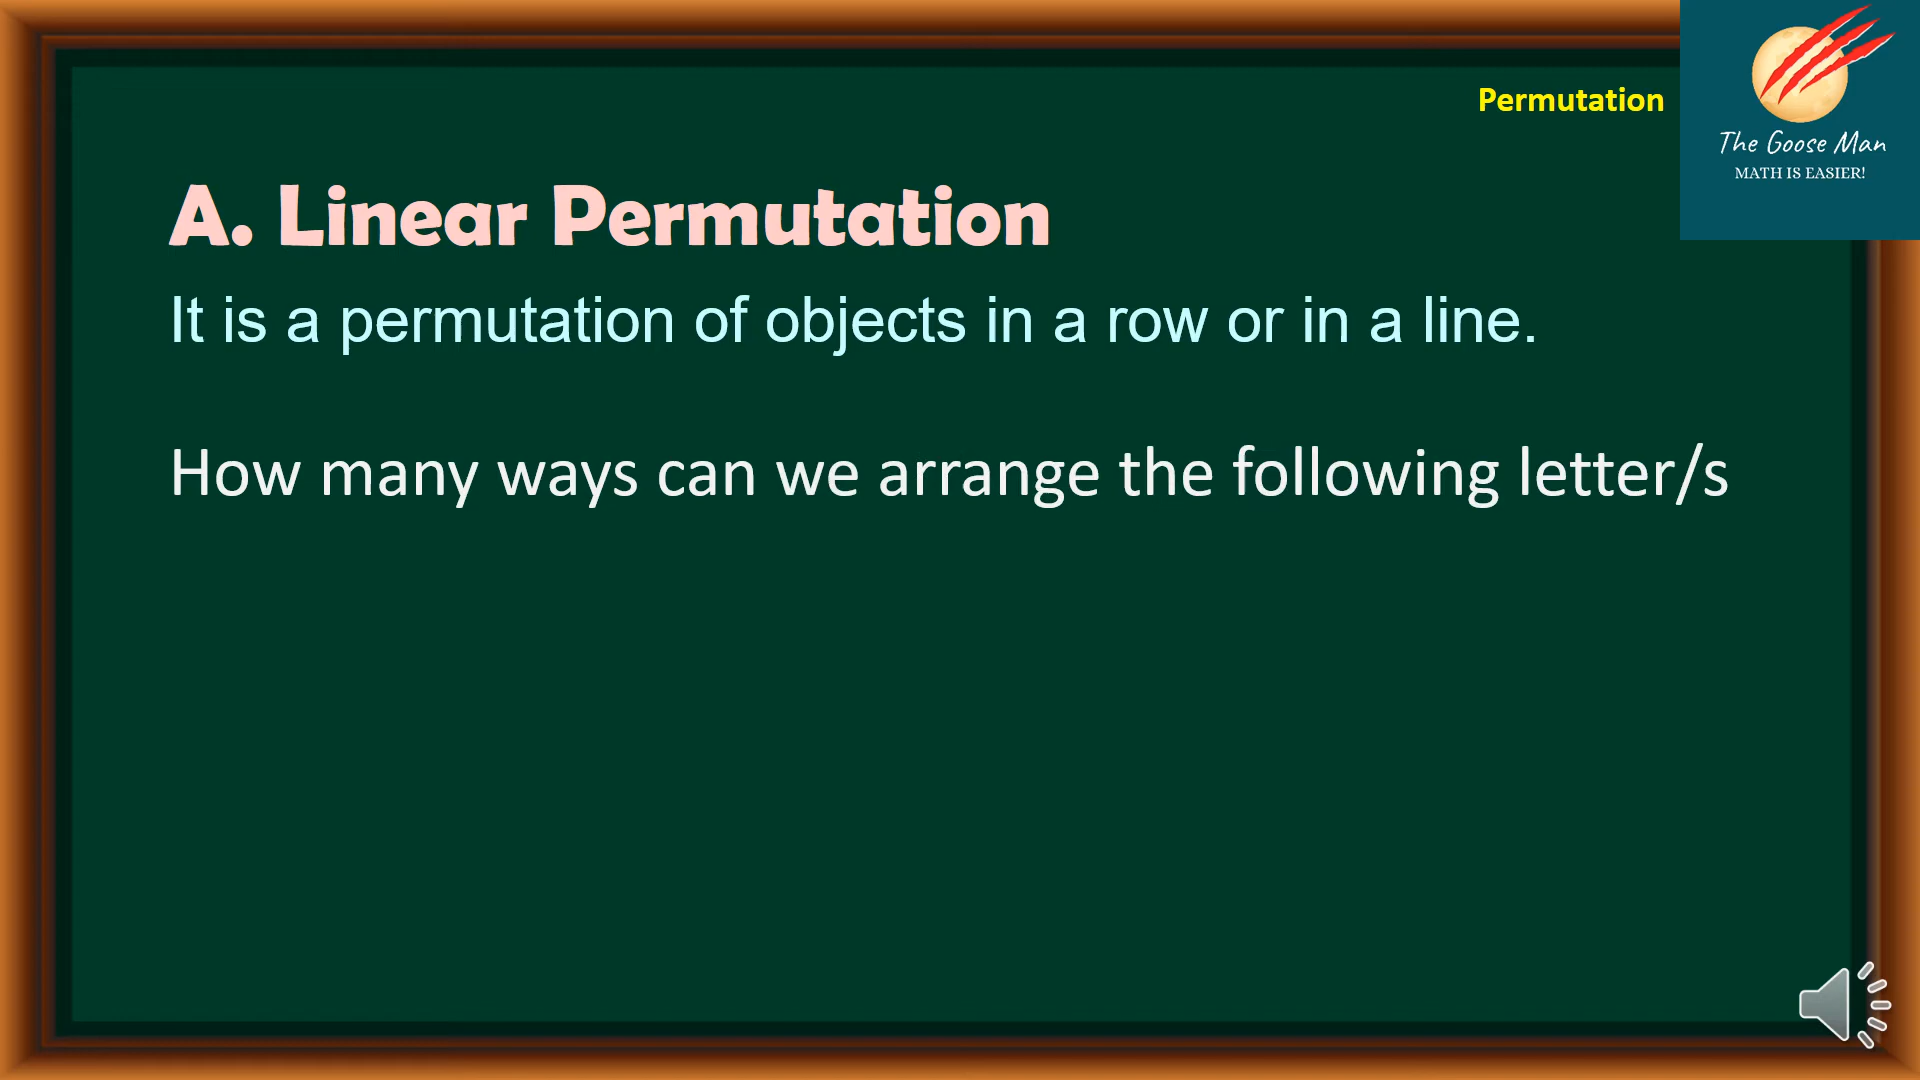 Permutation
The Goose Man
MATH IS EASIER!
A. Linear Permutation
It is a permutation of objects in a row or in a line.
How many ways can we arrange the following letter/s